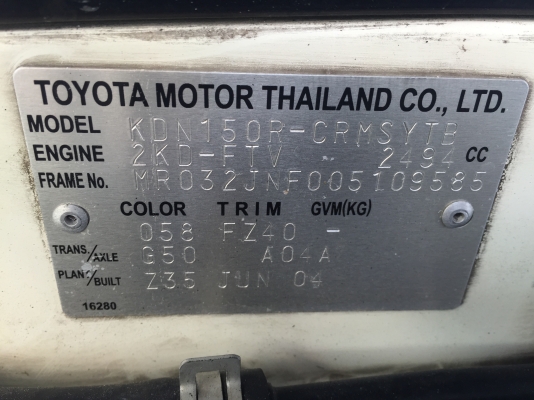 TOYOTA MOTOR THAILAND CO., LTD.
MODEL KDN150R-CRMSYTB
ENGINE 2KD-FTV - 2494 CC
FRAME No. MR032JNF005109585
COLOR TRIM GVM(KG)
058 FZ40 -
TRANS./AXLE G50 A04A
PLANT/BUILT Z35 JUN 04
16280